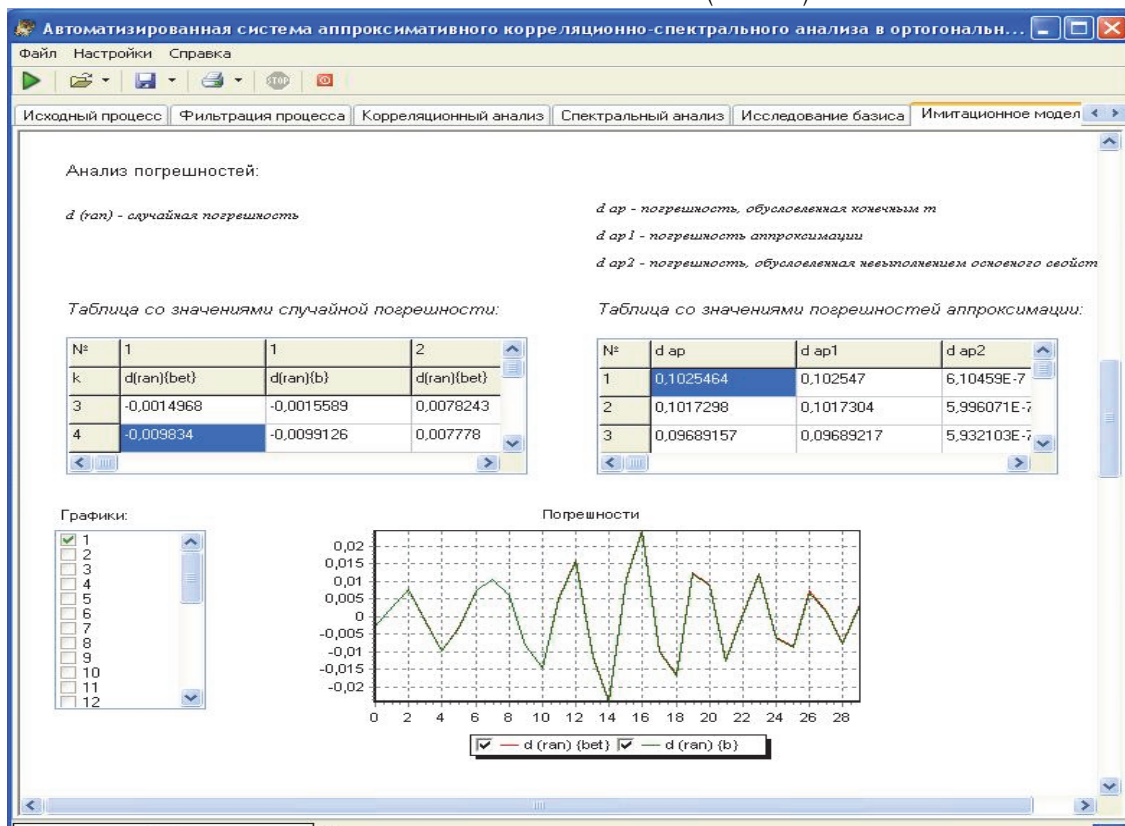 Автоматизированная система аппроксимативного корреляционно-спектрального анализа в ортогональн...
Файл Настройки Справка
STOP
Исходный процесс Фильтрация процесса Корреляционный анализ Спектральный анализ Исследование базиса Имитационное модел
Анализ погрешностей:
d (ran) - случайная погрешность
d ap - погрешность, обусловленная конечным m
d ap1 - погрешность аппроксимации
d ap2 - погрешность, обусловленная невыполнением основного свойст
Таблица со значениями случайной погрешности:
№ 1 1 2
k d(ran){bet} d(ran){b} d(ran){bet}
3 -0,0014968 -0,0015589 0,0078243
4 -0,009834 -0,0099126 0,007778
Таблица со значениями погрешностей аппроксимации:
№ d ap d ap1 d ap2
1 0,1025464 0,102547 6,10459E-7
2 0,1017298 0,1017304 5,996071E-7
3 0,09689157 0,09689217 5,932103E-7
Графики:
1
2
3
4
5
6
7
8
9
10
11
12
Погрешности
0,02
0,015
0,01
0,005
0
-0,005
-0,01
-0,015
-0,02
0 2 4 6 8 10 12 14 16 18 20 22 24 26 28
d (ran) {bet} d (ran) {b}